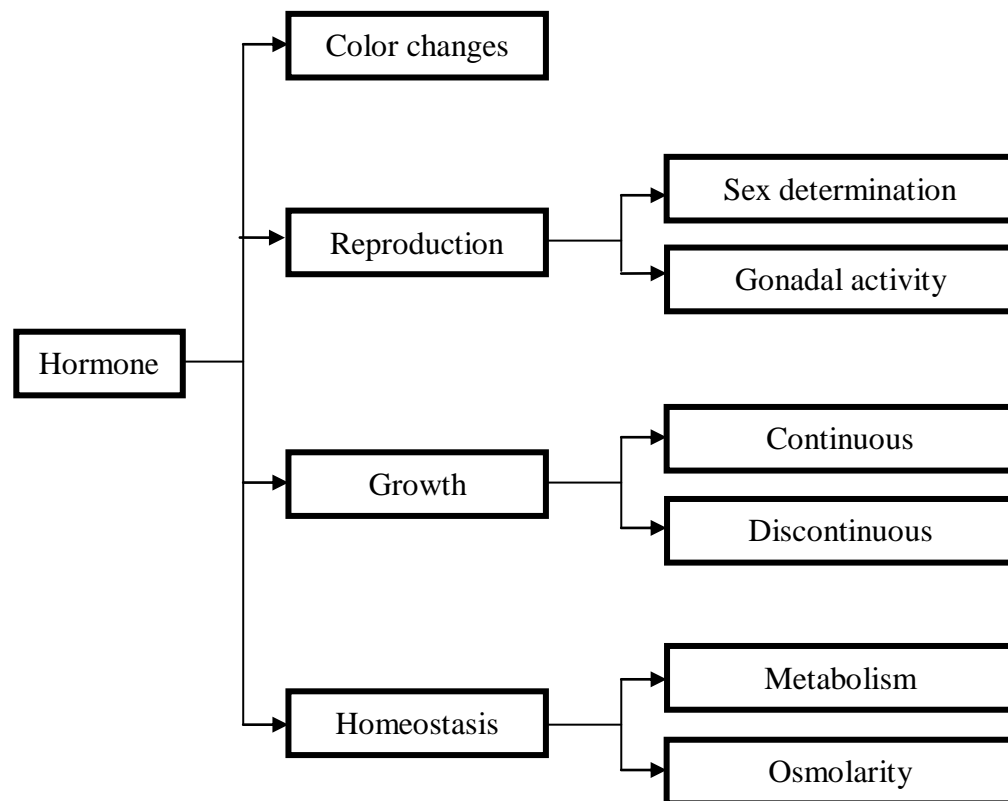 Color changes
Sex determination
Reproduction
Gonadal activity
Hormone
Continuous
Growth
Discontinuous
Metabolism
Homeostasis
Osmolarity